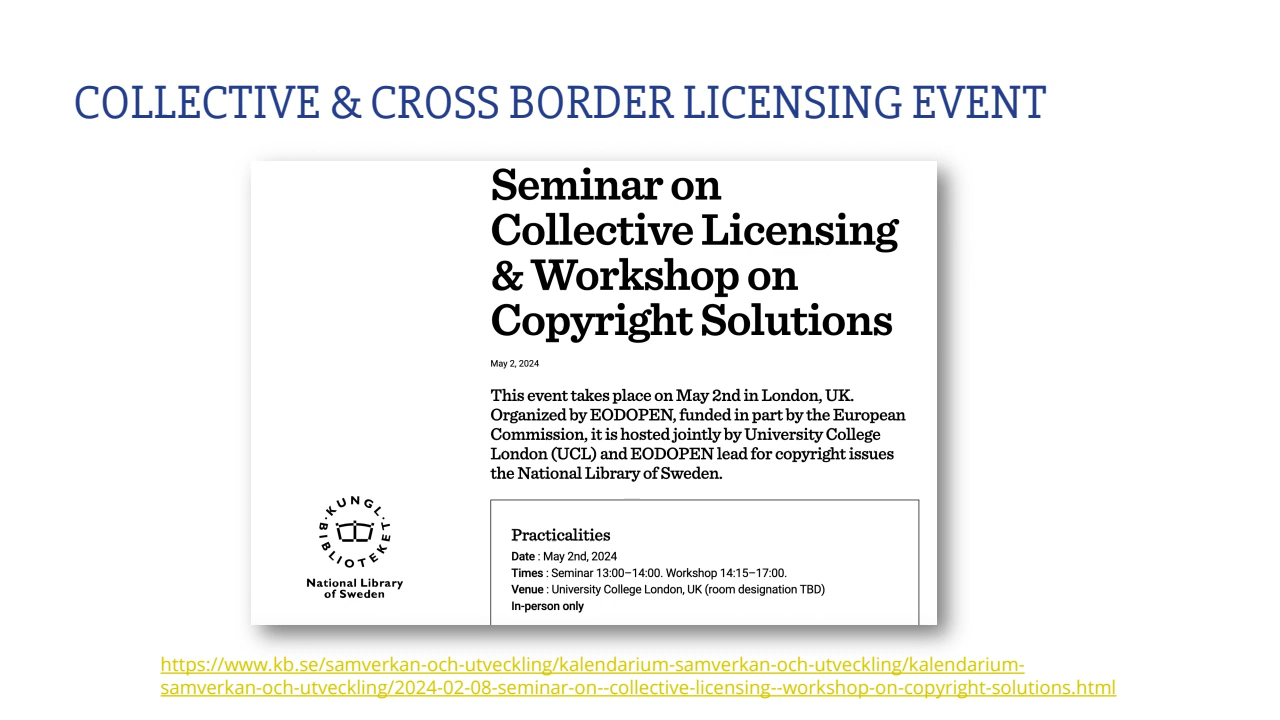 COLLECTIVE & CROSS BORDER LICENSING EVENT
Seminar on
Collective Licensing
& Workshop on
Copyright Solutions
May 2, 2024
This event takes place on May 2nd in London, UK.
Organized by EODOPEN, funded in part by the European
Commission, it is hosted jointly by University College
London (UCL) and EODOPEN lead for copyright issues
the National Library of Sweden.
·KUNGL·
BIBLIOTEKET
National Library
of Sweden
Practicalities
Date : May 2nd, 2024
Times : Seminar 13:00–14:00. Workshop 14:15–17:00.
Venue : University College London, UK (room designation TBD)
In-person only
https://www.kb.se/samverkan-och-utveckling/kalendarium-samverkan-och-utveckling/kalendarium-
samverkan-och-utveckling/2024-02-08-seminar-on--collective-licensing--workshop-on-copyright-solutions.html